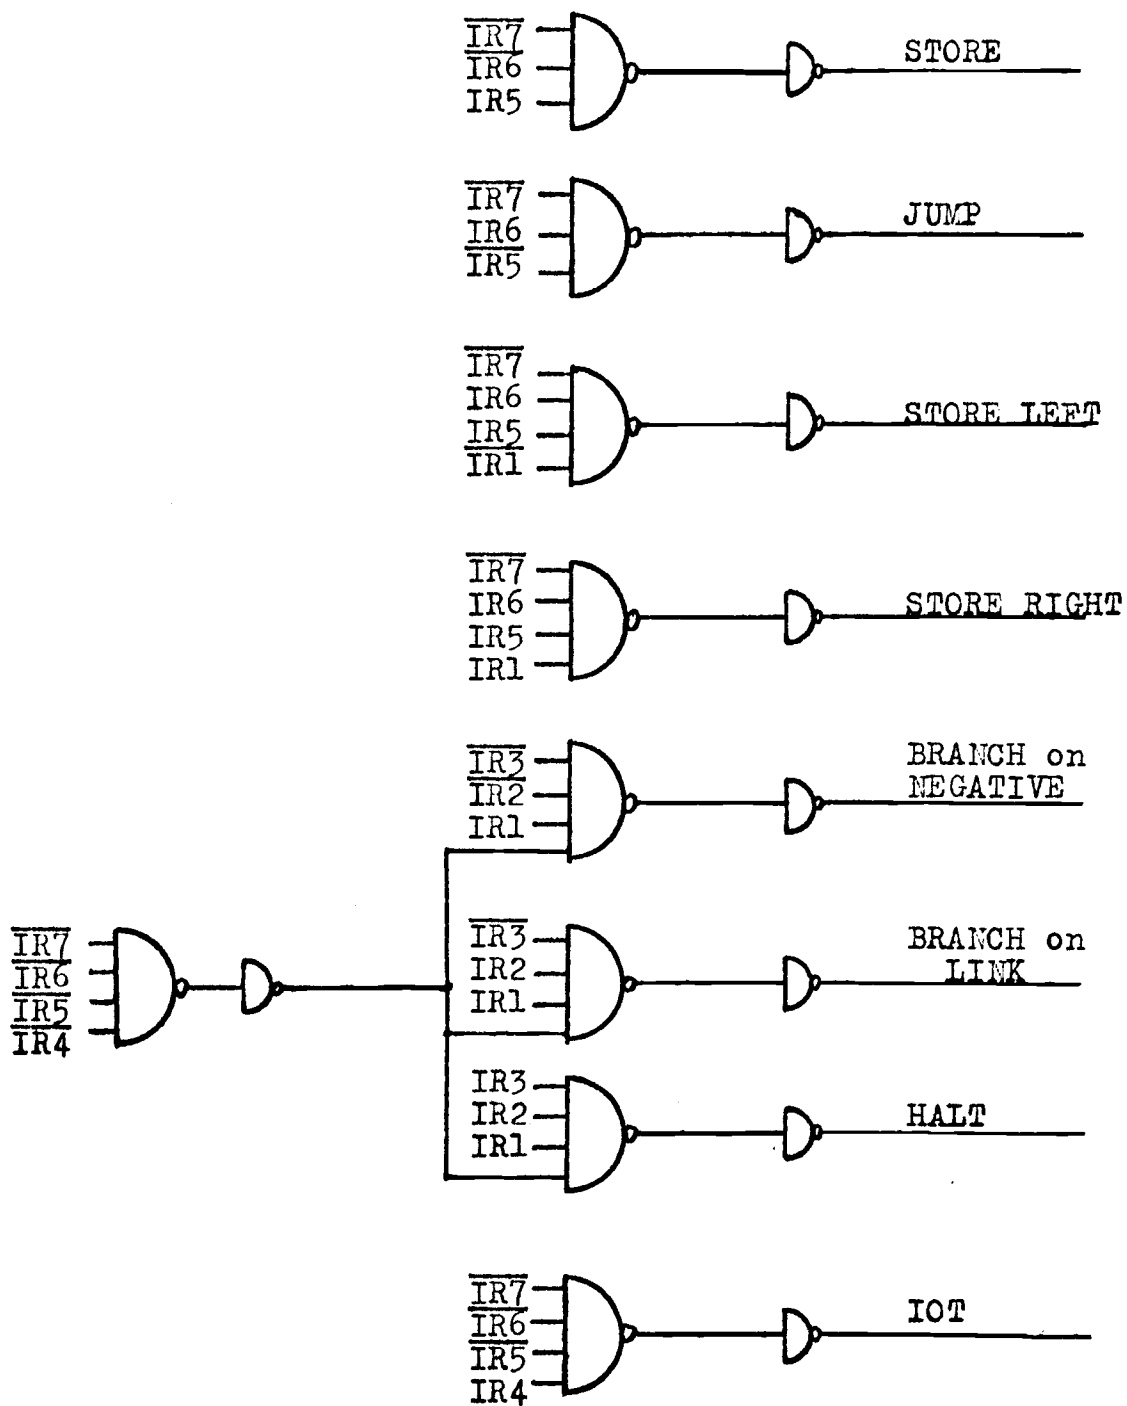 IR7
IR6
IR5
STORE
IR7
IR6
IR5
JUMP
IR7
IR6
IR5
IR1
STORE LEFT
IR7
IR6
IR5
IR1
STORE RIGHT
IR3
IR2
IR1
BRANCH on
NEGATIVE
IR7
IR6
IR5
IR4
IR3
IR2
IR1
BRANCH on
LINK
IR3
IR2
IR1
HALT
IR7
IR6
IR5
IR4
IOT